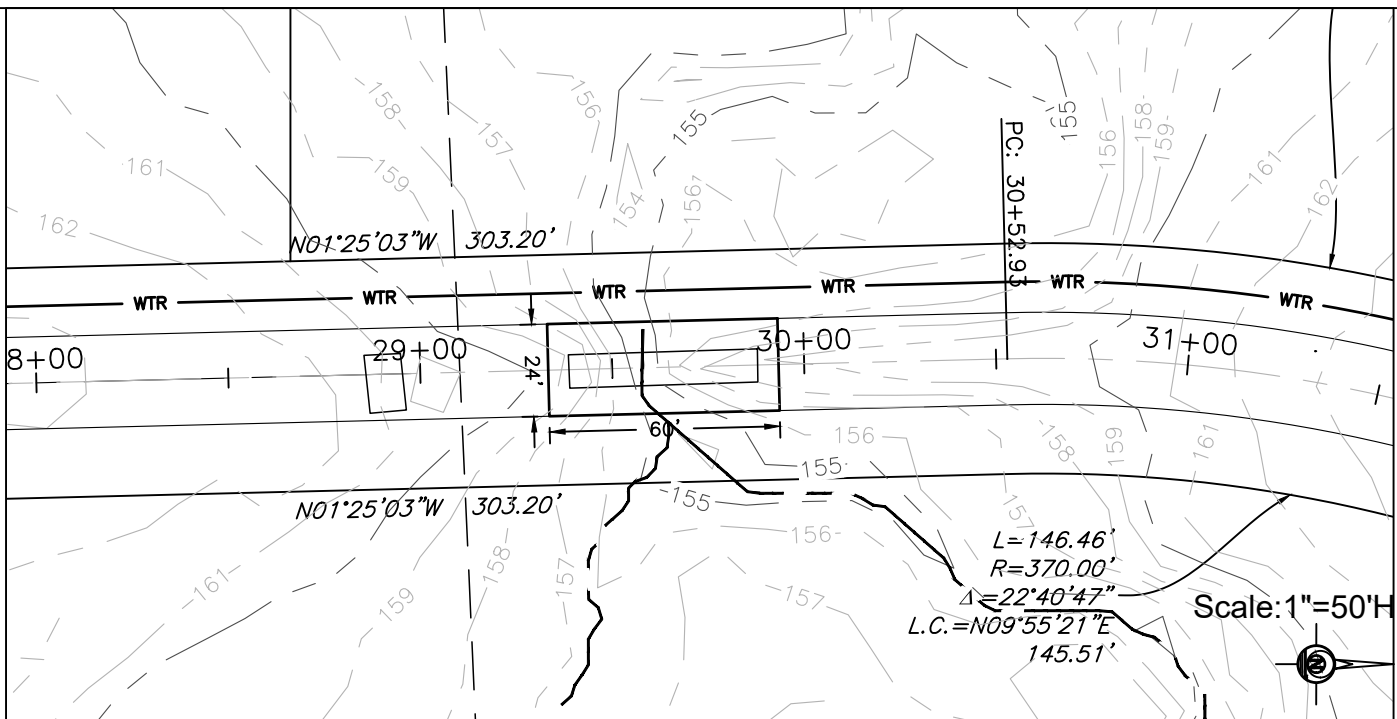 156
158
157
155
155
156
158
159
161
159
161
162
154
156
162
PC: 30+52.93
N01°25'03"W 303.20'
WTR WTR WTR WTR WTR WTR
8+00 29+00 30+00 31+00
24'
60'
156
158
159
161
155
155
N01°25'03"W 303.20'
156
157
158
157
161
159
157
L=146.46'
R=370.00'
Δ=22°40'47"
L.C.=N09°55'21"E
145.51'
Scale:1"=50'H
N